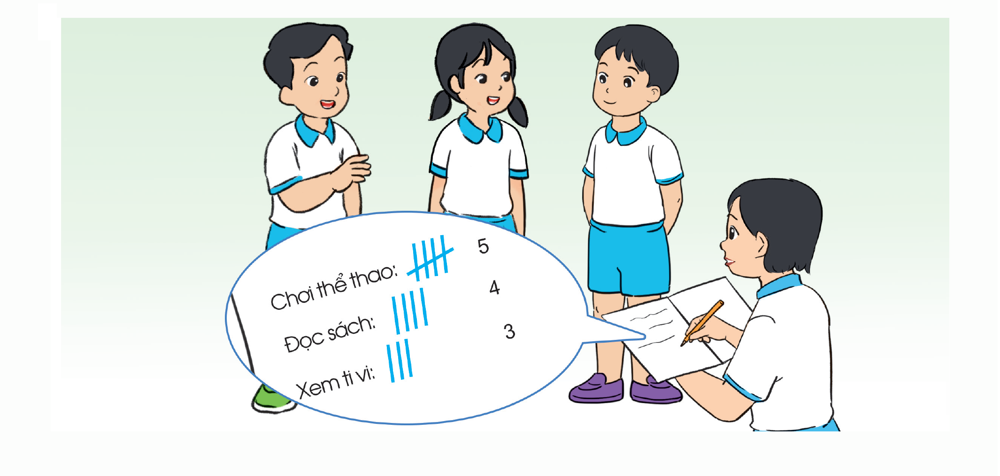 Chơi thể thao: 5
Đọc sách: 4
Xem ti vi: 3